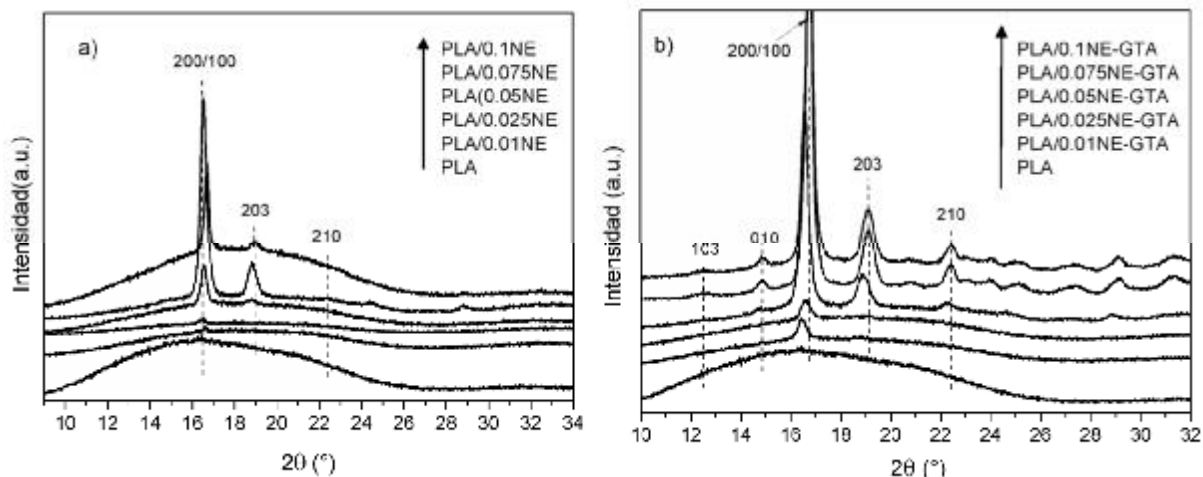 a)
200/100
203
210
PLA/0.1NE
PLA/0.075NE
PLA(0.05NE
PLA/0.025NE
PLA/0.01NE
PLA
Intensidad(a.u.)
10 12 14 16 18 20 22 24 26 28 30 32 34
2θ (°)
b)
200/100
103
010
203
210
PLA/0.1NE-GTA
PLA/0.075NE-GTA
PLA/0.05NE-GTA
PLA/0.025NE-GTA
PLA/0.01NE-GTA
PLA
Intensidad (a.u.)
10 12 14 16 18 20 22 24 26 28 30 32
2θ (°)